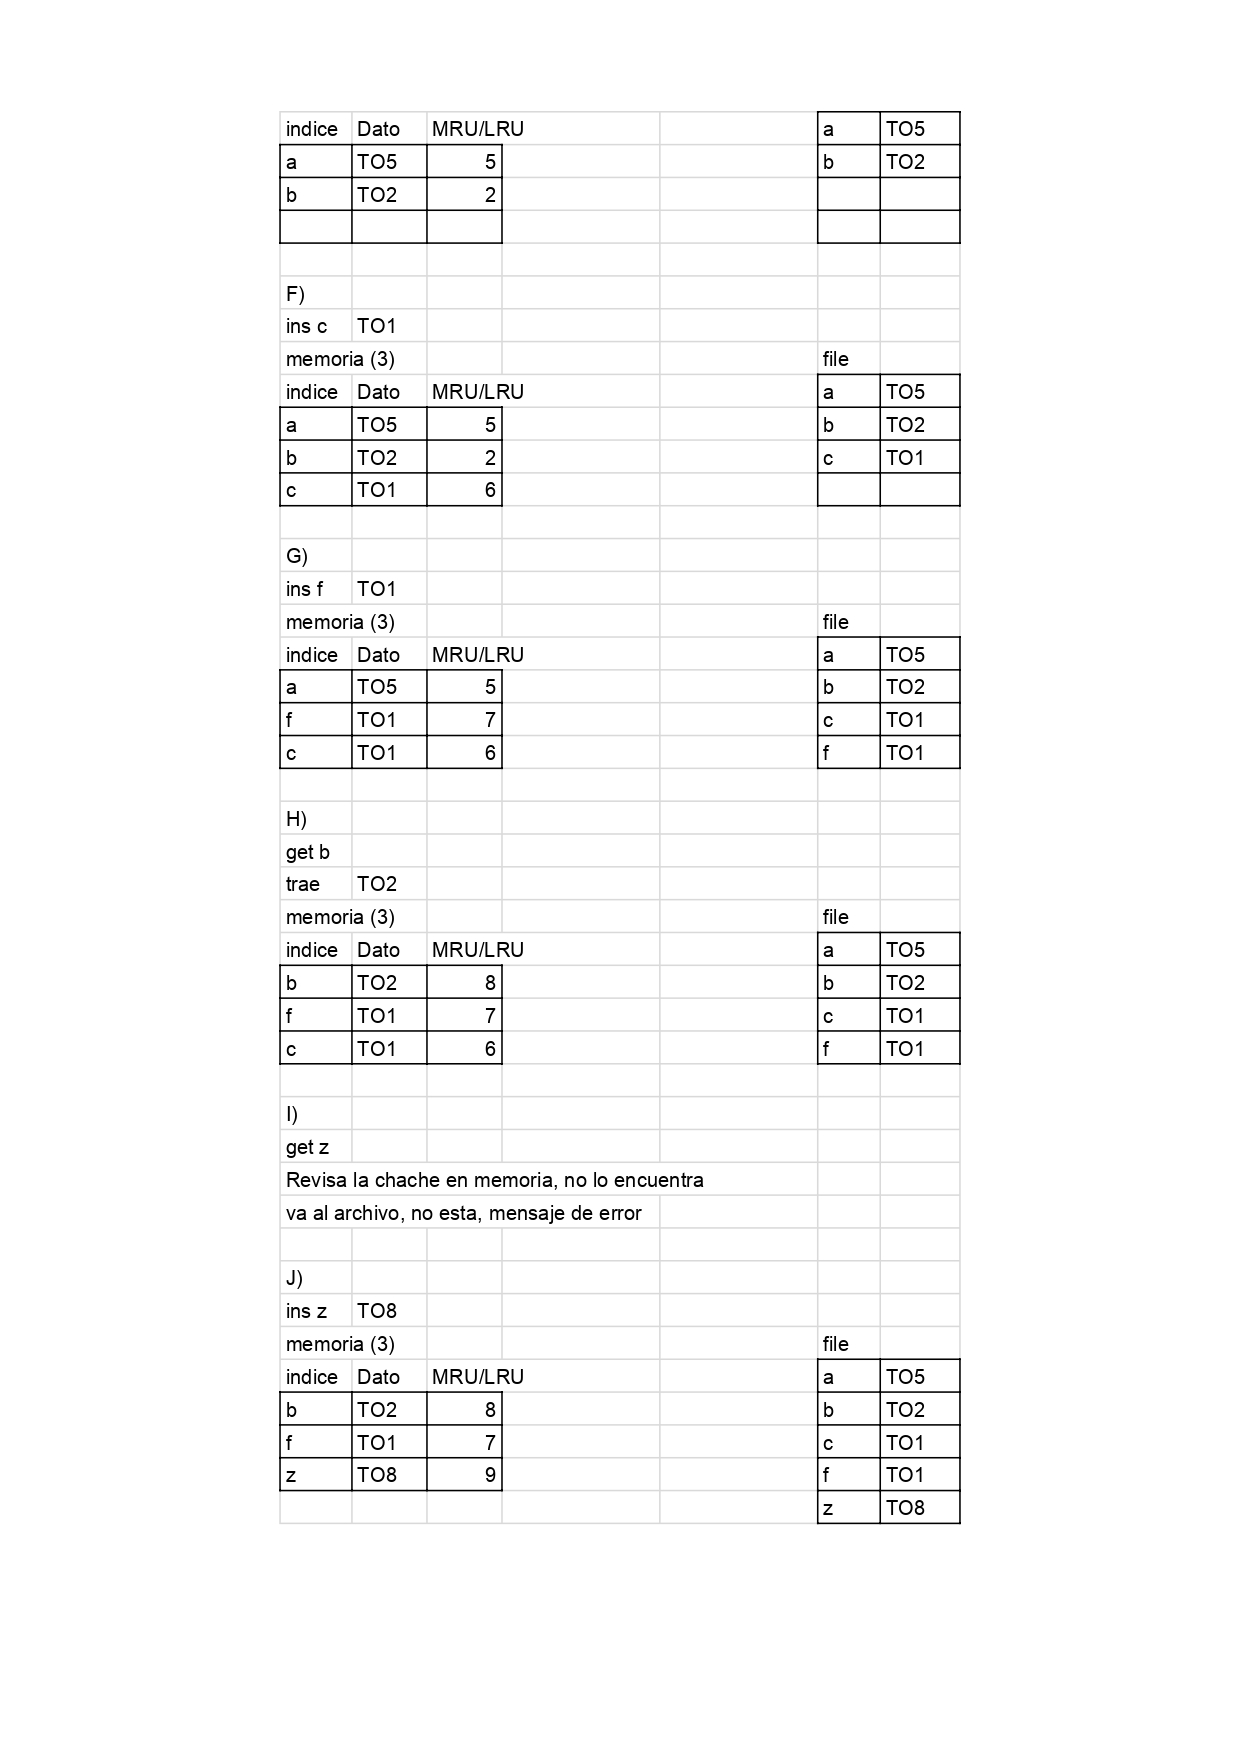 indice Dato MRU/LRU a TO5
a TO5 5 b TO2
b TO2 2
F)
ins c TO1
memoria (3) file
indice Dato MRU/LRU a TO5
a TO5 5 b TO2
b TO2 2 c TO1
c TO1 6
G)
ins f TO1
memoria (3) file
indice Dato MRU/LRU a TO5
a TO5 5 b TO2
f TO1 7 c TO1
c TO1 6 f TO1
H)
get b
trae TO2
memoria (3) file
indice Dato MRU/LRU a TO5
b TO2 8 b TO2
f TO1 7 c TO1
c TO1 6 f TO1
I)
get z
Revisa la chache en memoria, no lo encuentra
va al archivo, no esta, mensaje de error
J)
ins z TO8
memoria (3) file
indice Dato MRU/LRU a TO5
b TO2 8 b TO2
f TO1 7 c TO1
z TO8 9 f TO1
z TO8